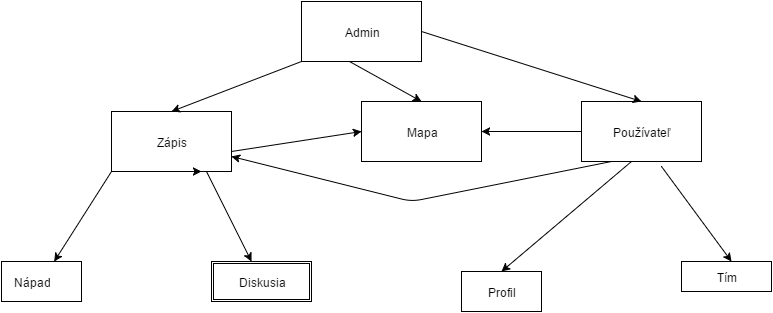 Admin
Zápis
Mapa
Používateľ
Nápad
Diskusia
Profil
Tím